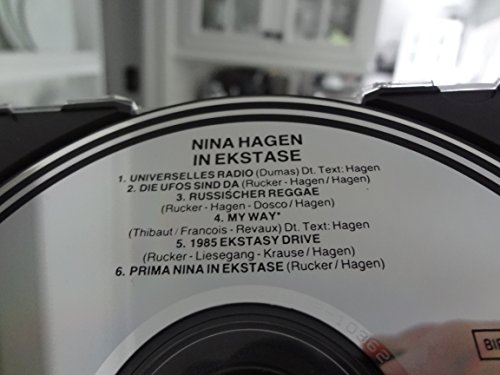 NINA HAGEN
IN EKSTASE
1. UNIVERSELLES RADIO (Dumas) Dt. Text: Hagen
2. DIE UFOS SIND DA (Rucker - Hagen / Hagen)
3. RUSSISCHER REGGAE
(Rucker - Hagen - Dosco / Hagen)
4. MY WAY*
(Thibaut / Francois - Revaux) Dt. Text: Hagen
5. 1985 EKSTASY DRIVE
(Rucker - Liesegang - Krause / Hagen)
6. PRIMA NINA IN EKSTASE (Rucker / Hagen)
BI